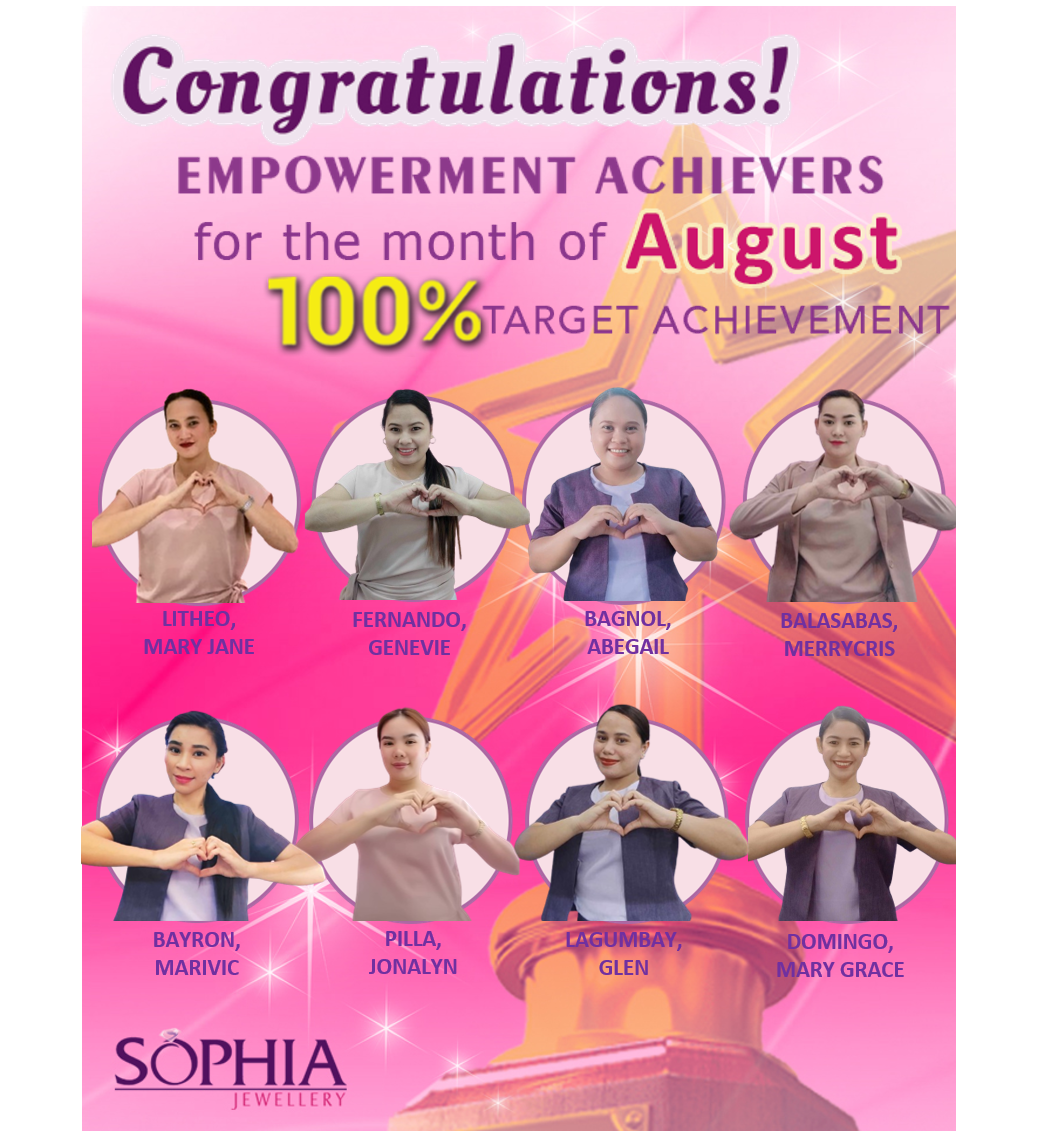 Congratulations!
EMPOWERMENT ACHIEVERS
for the month of August
100% TARGET ACHIEVEMENT
LITHEO,
MARY JANE
FERNANDO,
GENEVIE
BAGNOL,
ABEGAIL
BALASABAS,
MERRYCRIS
BAYRON,
MARIVIC
PILLA,
JONALYN
LAGUMBAY,
GLEN
DOMINGO,
MARY GRACE
SOPHIA
JEWELLERY